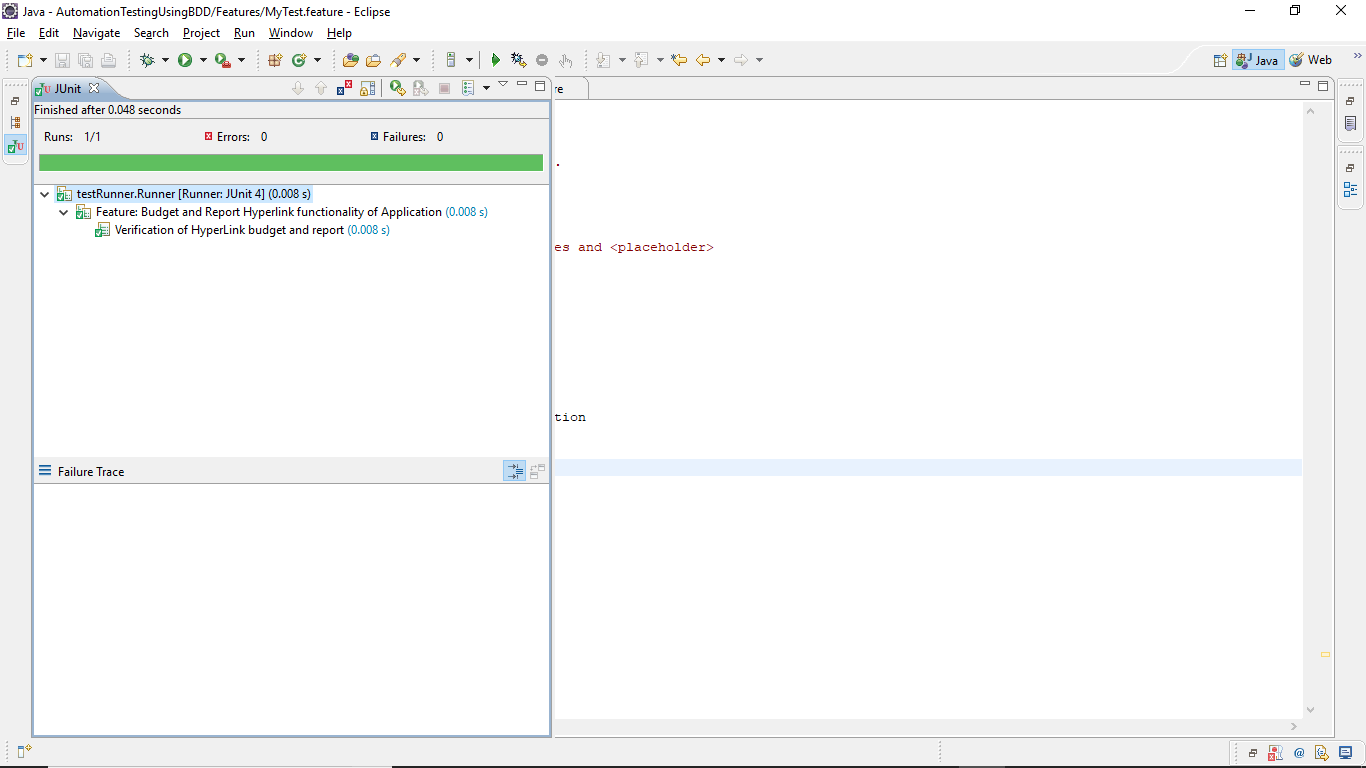 Java - AutomationTestingUsingBDD/Features/MyTest.feature - Eclipse
File Edit Navigate Search Project Run Window Help
Java Web
JUnit
re
Finished after 0.048 seconds
Runs: 1/1 Errors: 0 Failures: 0
.
testRunner.Runner [Runner: JUnit 4] (0.008 s)
Feature: Budget and Report Hyperlink functionality of Application (0.008 s)
Verification of HyperLink budget and report (0.008 s)
es and <placeholder>
tion
Failure Trace